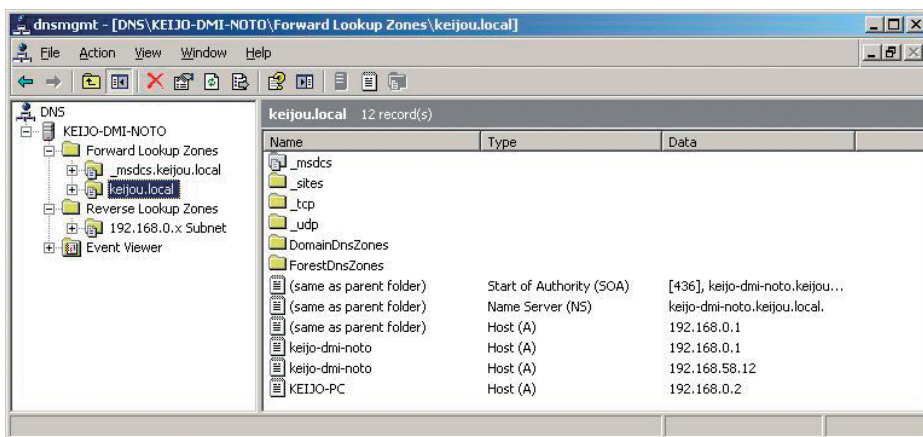 dnsmgmt - [DNS\KEIJO-DMI-NOTO\Forward Lookup Zones\keijou.local]
File Action View Window Help
DNS
KEIJO-DMI-NOTO
Forward Lookup Zones
_msdcs.keijou.local
keijou.local
Reverse Lookup Zones
192.168.0.x Subnet
Event Viewer
keijou.local 12 record(s)
Name Type Data
_msdcs
_sites
_tcp
_udp
DomainDnsZones
ForestDnsZones
(same as parent folder) Start of Authority (SOA) [436], keijo-dmi-noto.keijou...
(same as parent folder) Name Server (NS) keijo-dmi-noto.keijou.local.
(same as parent folder) Host (A) 192.168.0.1
keijo-dmi-noto Host (A) 192.168.0.1
keijo-dmi-noto Host (A) 192.168.58.12
KEIJO-PC Host (A) 192.168.0.2